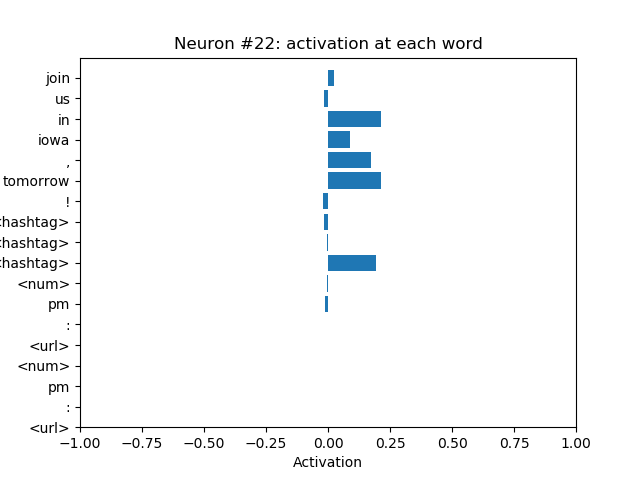 Neuron #22: activation at each word
join
us
in
iowa
,
tomorrow
!
hashtag>
hashtag>
hashtag>
<num>
pm
:
<url>
<num>
pm
:
<url>
−1.00 −0.75 −0.50 −0.25 0.00 0.25 0.50 0.75 1.00
Activation